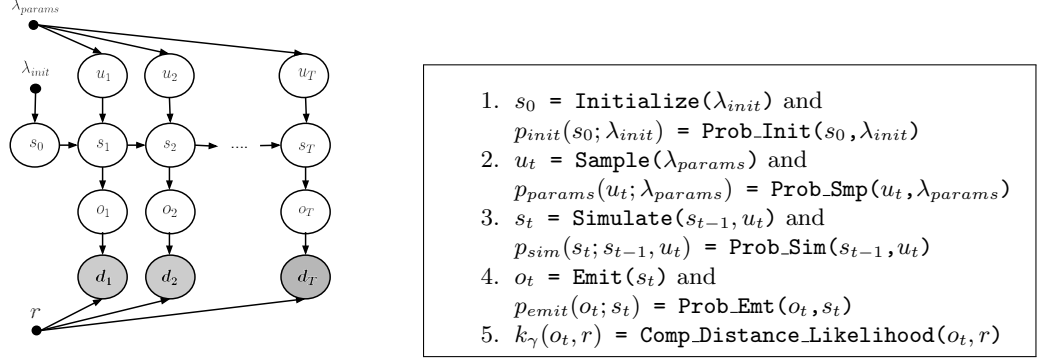 λ_params
λ_init
u_1 u_2 u_T
s_0 s_1 s_2 .... s_T
o_1 o_2 o_T
d_1 d_2 d_T
r
1. s_0 = Initialize(λ_init) and
p_init(s_0; λ_init) = Prob_Init(s_0,λ_init)
2. u_t = Sample(λ_params) and
p_params(u_t; λ_params) = Prob_Smp(u_t,λ_params)
3. s_t = Simulate(s_{t−1}, u_t) and
p_sim(s_t; s_{t−1}, u_t) = Prob_Sim(s_{t−1},u_t)
4. o_t = Emit(s_t) and
p_emit(o_t; s_t) = Prob_Emt(o_t,s_t)
5. k_γ(o_t, r) = Comp_Distance_Likelihood(o_t, r)